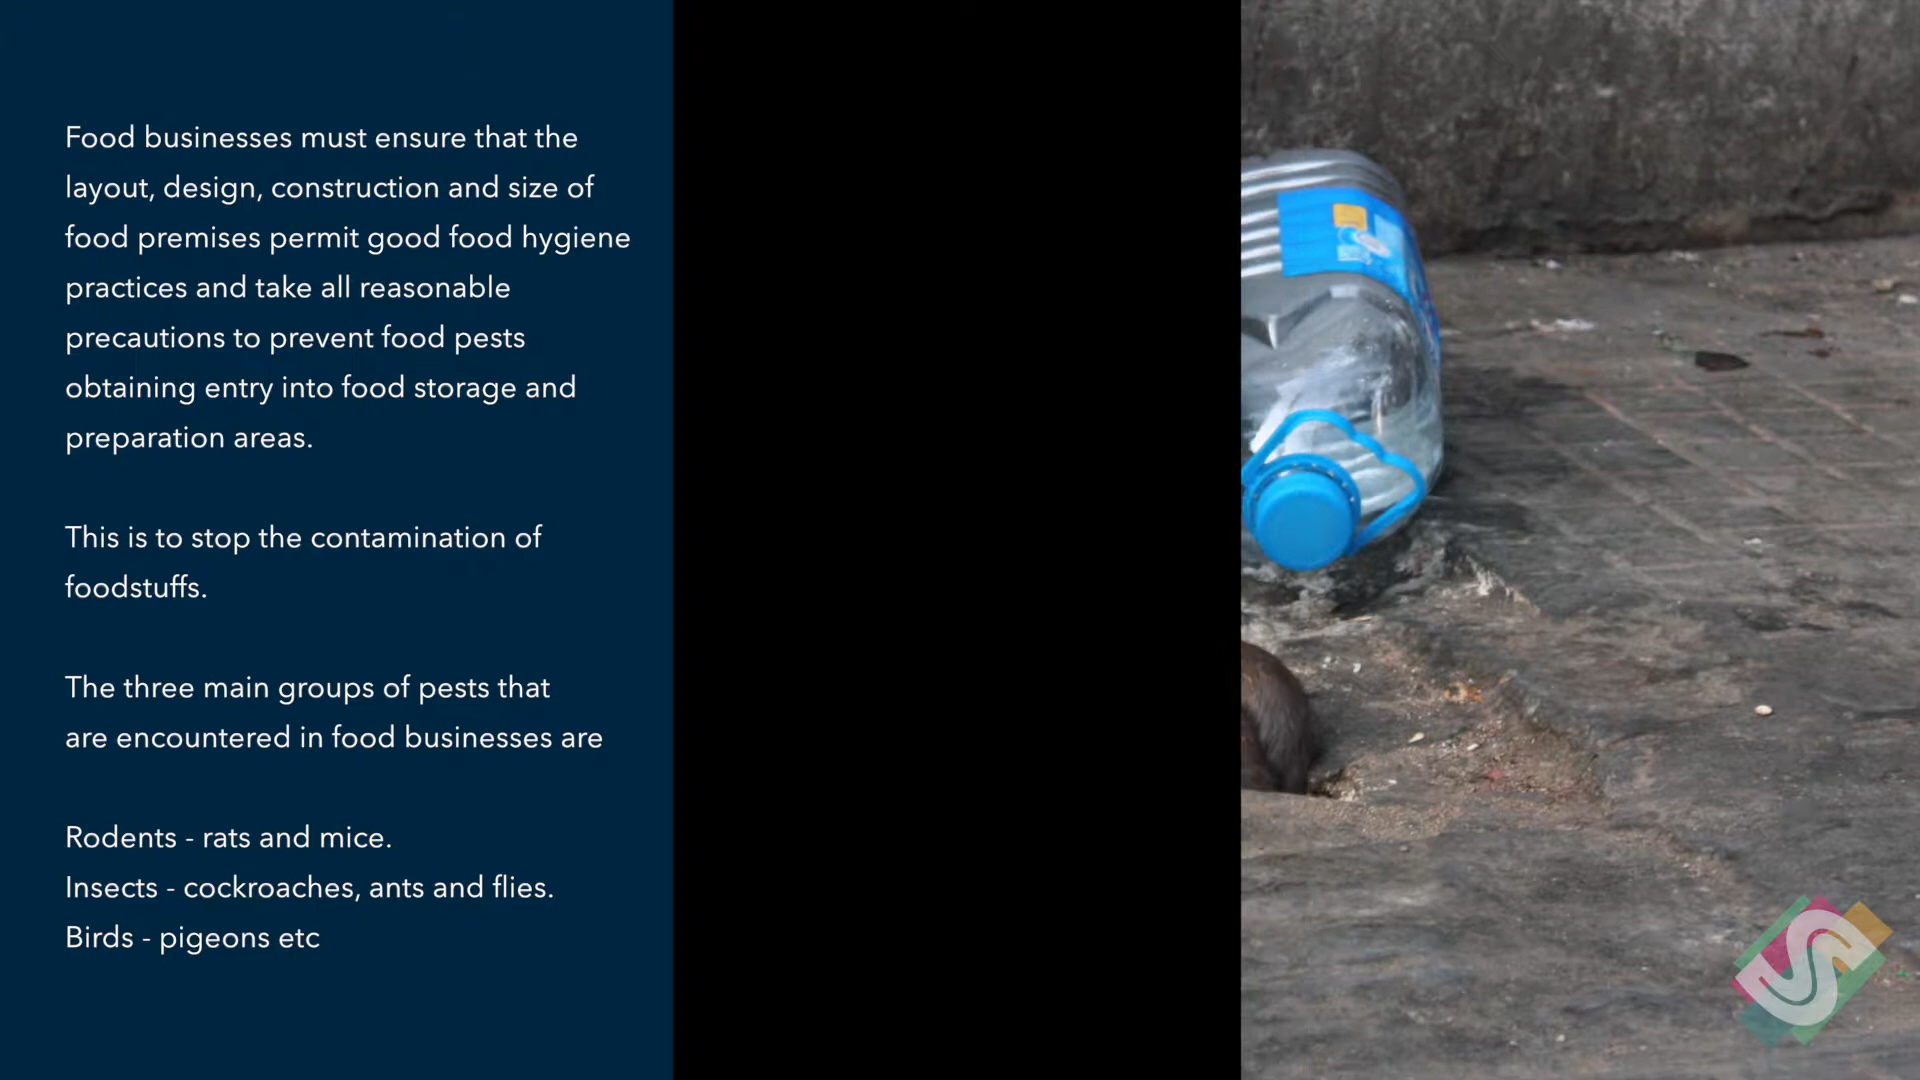 Food businesses must ensure that the
layout, design, construction and size of
food premises permit good food hygiene
practices and take all reasonable
precautions to prevent food pests
obtaining entry into food storage and
preparation areas.
This is to stop the contamination of
foodstuffs.
The three main groups of pests that
are encountered in food businesses are
Rodents - rats and mice.
Insects - cockroaches, ants and flies.
Birds - pigeons etc